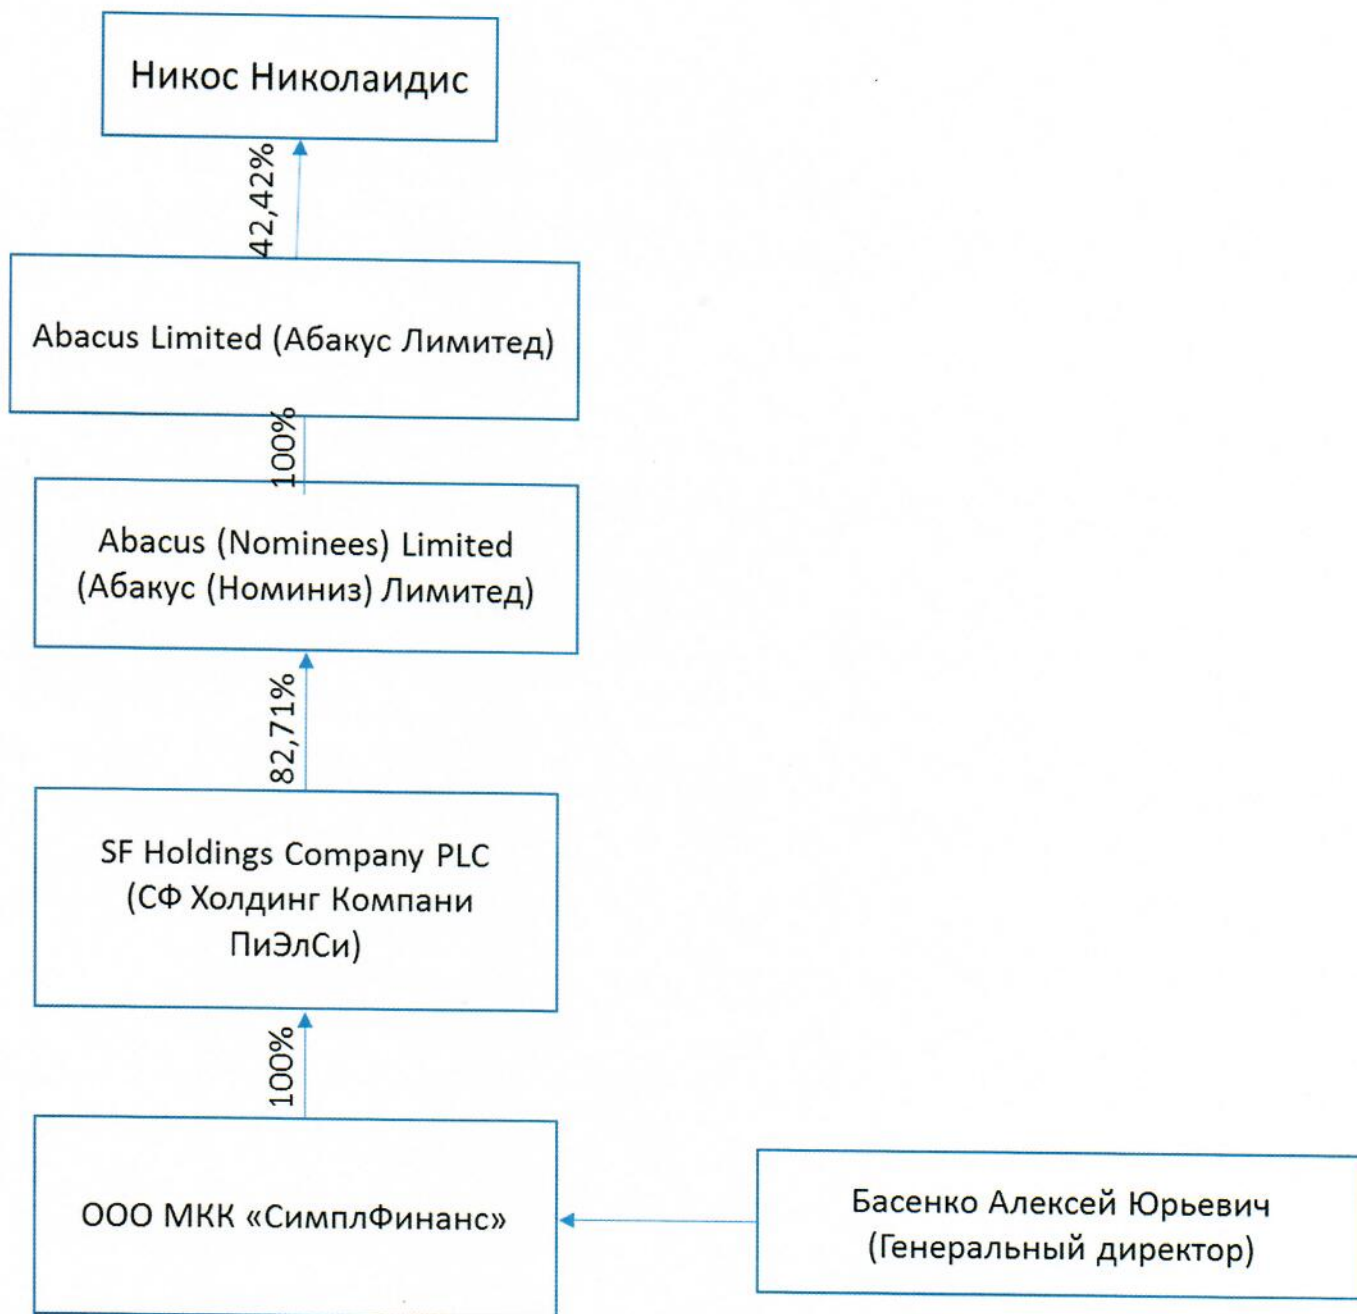 Никос Николаидис
42,42%
Abacus Limited (Абакус Лимитед)
100%
Abacus (Nominees) Limited
(Абакус (Номиниз) Лимитед)
82,71%
SF Holdings Company PLC
(СФ Холдинг Компани
ПиЭлСи)
100%
ООО МКК «СимплФинанс»
Басенко Алексей Юрьевич
(Генеральный директор)